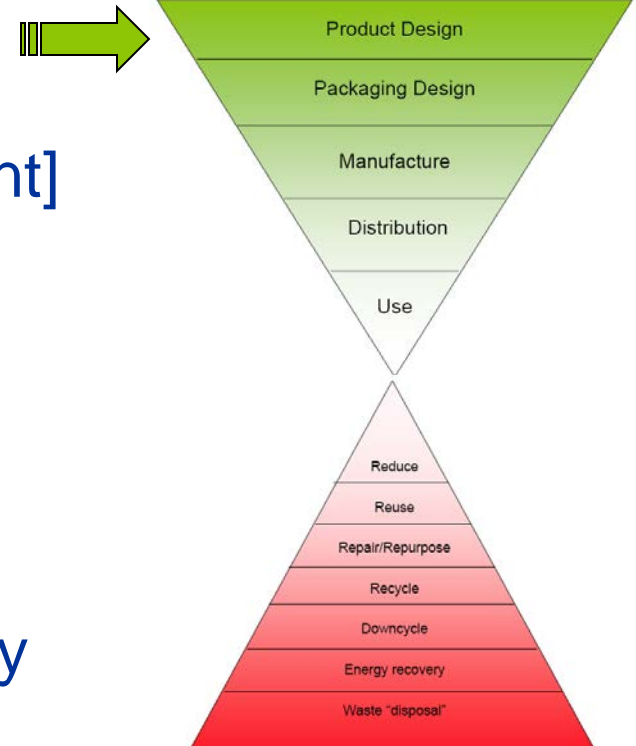 Product Design
Packaging Design
nt]
Manufacture
Distribution
Use
Reduce
Reuse
Repair/Repurpose
Recycle
Downcycle
y
Energy recovery
Waste "disposal"